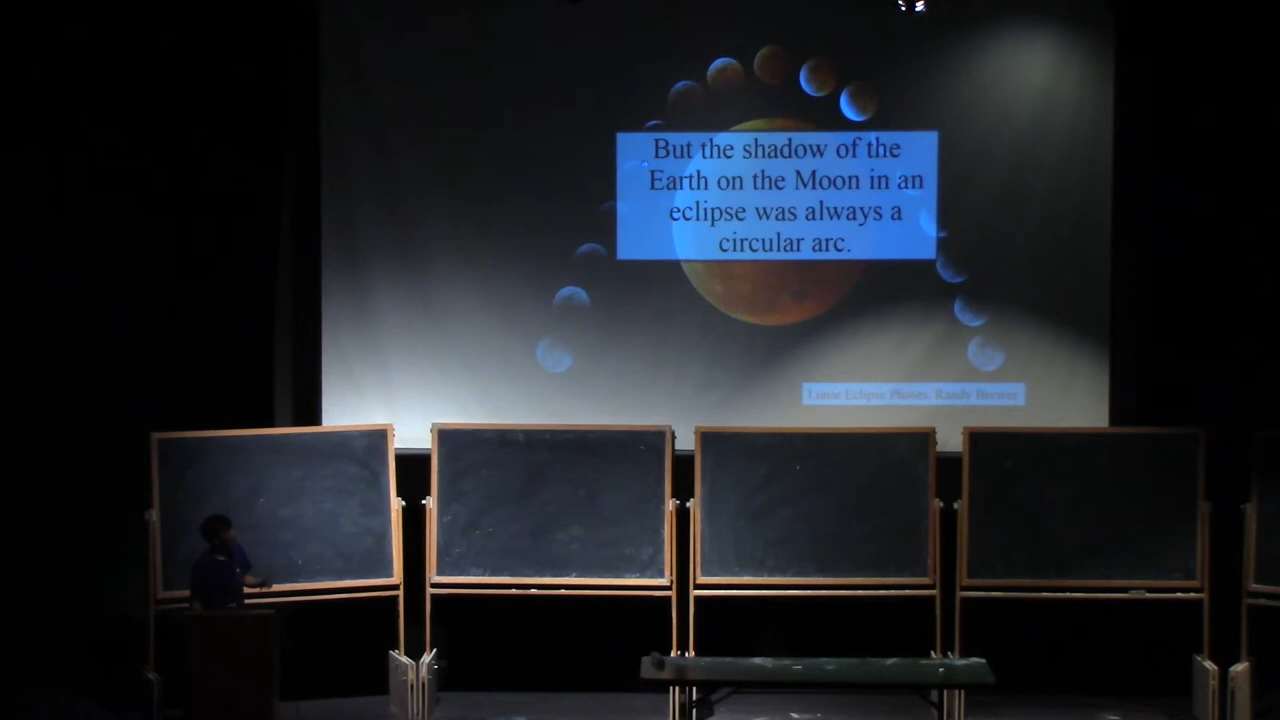 But the shadow of the
Earth on the Moon in an
eclipse was always a
circular arc.
Lunar Eclipse Phases, Randy Brewer